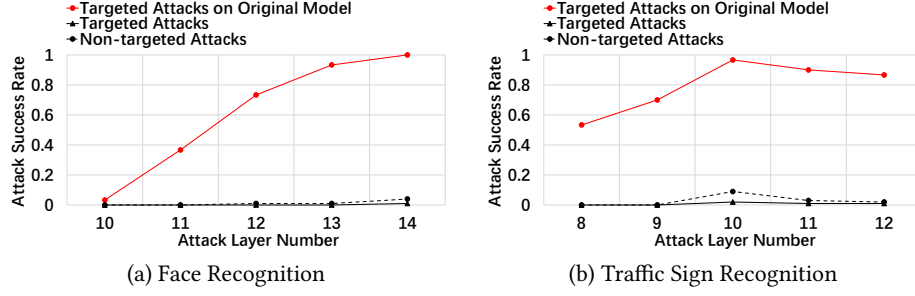 Targeted Attacks on Original Model
Targeted Attacks
Non-targeted Attacks
Attack Success Rate
1
0.8
0.6
0.4
0.2
0
10 11 12 13 14
Attack Layer Number
(a) Face Recognition
Targeted Attacks on Original Model
Targeted Attacks
Non-targeted Attacks
Attack Success Rate
1
0.8
0.6
0.4
0.2
0
8 9 10 11 12
Attack Layer Number
(b) Traffic Sign Recognition